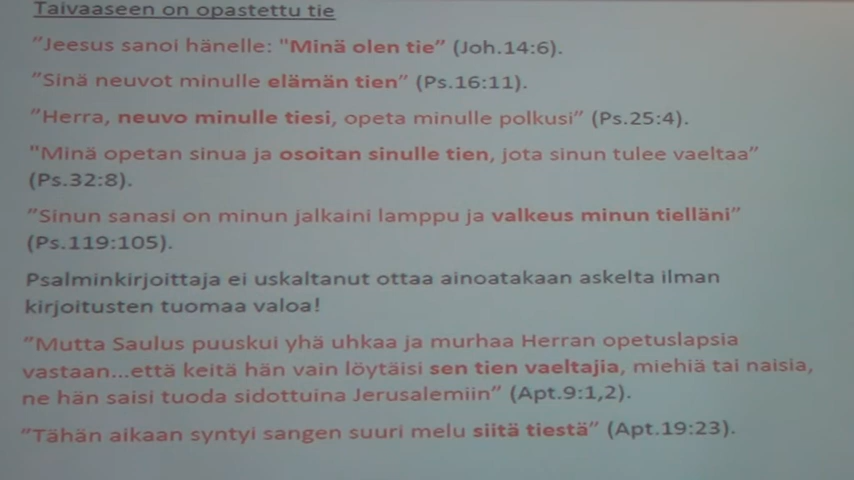 Taivaaseen on opastettu tie
”Jeesus sanoi hänelle: "Minä olen tie” (Joh.14:6).
”Sinä neuvot minulle elämän tien” (Ps.16:11).
”Herra, neuvo minulle tiesi, opeta minulle polkusi” (Ps.25:4).
"Minä opetan sinua ja osoitan sinulle tien, jota sinun tulee vaeltaa”
(Ps.32:8).
”Sinun sanasi on minun jalkaini lamppu ja valkeus minun tielläni”
(Ps.119:105).
Psalminkirjoittaja ei uskaltanut ottaa ainoatakaan askelta ilman
kirjoitusten tuomaa valoa!
”Mutta Saulus puuskui yhä uhkaa ja murhaa Herran opetuslapsia
vastaan...että keitä hän vain löytäisi sen tien vaeltajia, miehiä tai naisia,
ne hän saisi tuoda sidottuina Jerusalemiin” (Apt.9:1,2).
”Tähän aikaan syntyi sangen suuri melu siitä tiestä” (Apt.19:23).